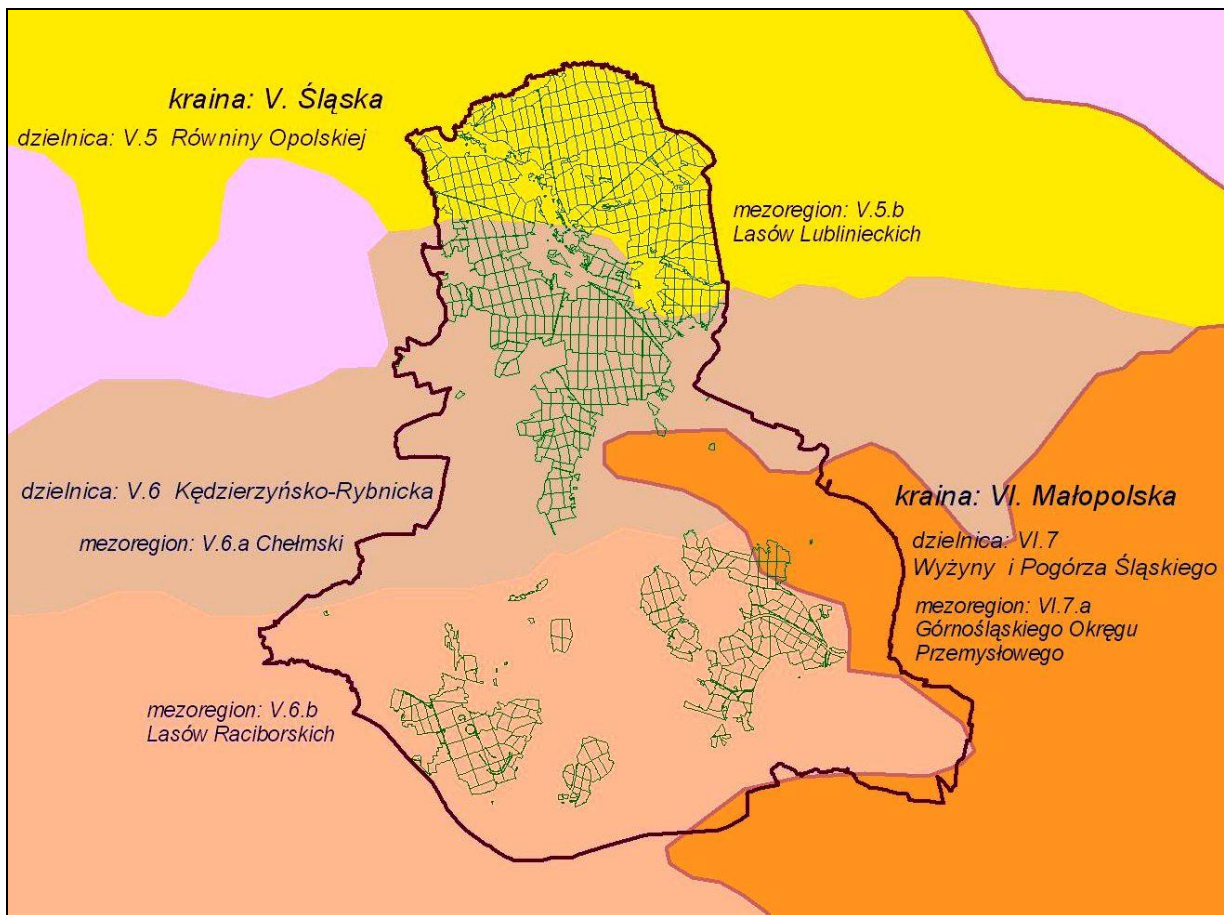 kraina: V. Śląska
dzielnica: V.5 Równiny Opolskiej
mezoregion: V.5.b
Lasów Lublinieckich
dzielnica: V.6 Kędzierzyńsko-Rybnicka
mezoregion: V.6.a Chełmski
kraina: VI. Małopolska
dzielnica: VI.7
Wyżyny i Pogórza Śląskiego
mezoregion: VI.7.a
Górnośląskiego Okręgu
Przemysłowego
mezoregion: V.6.b
Lasów Raciborskich